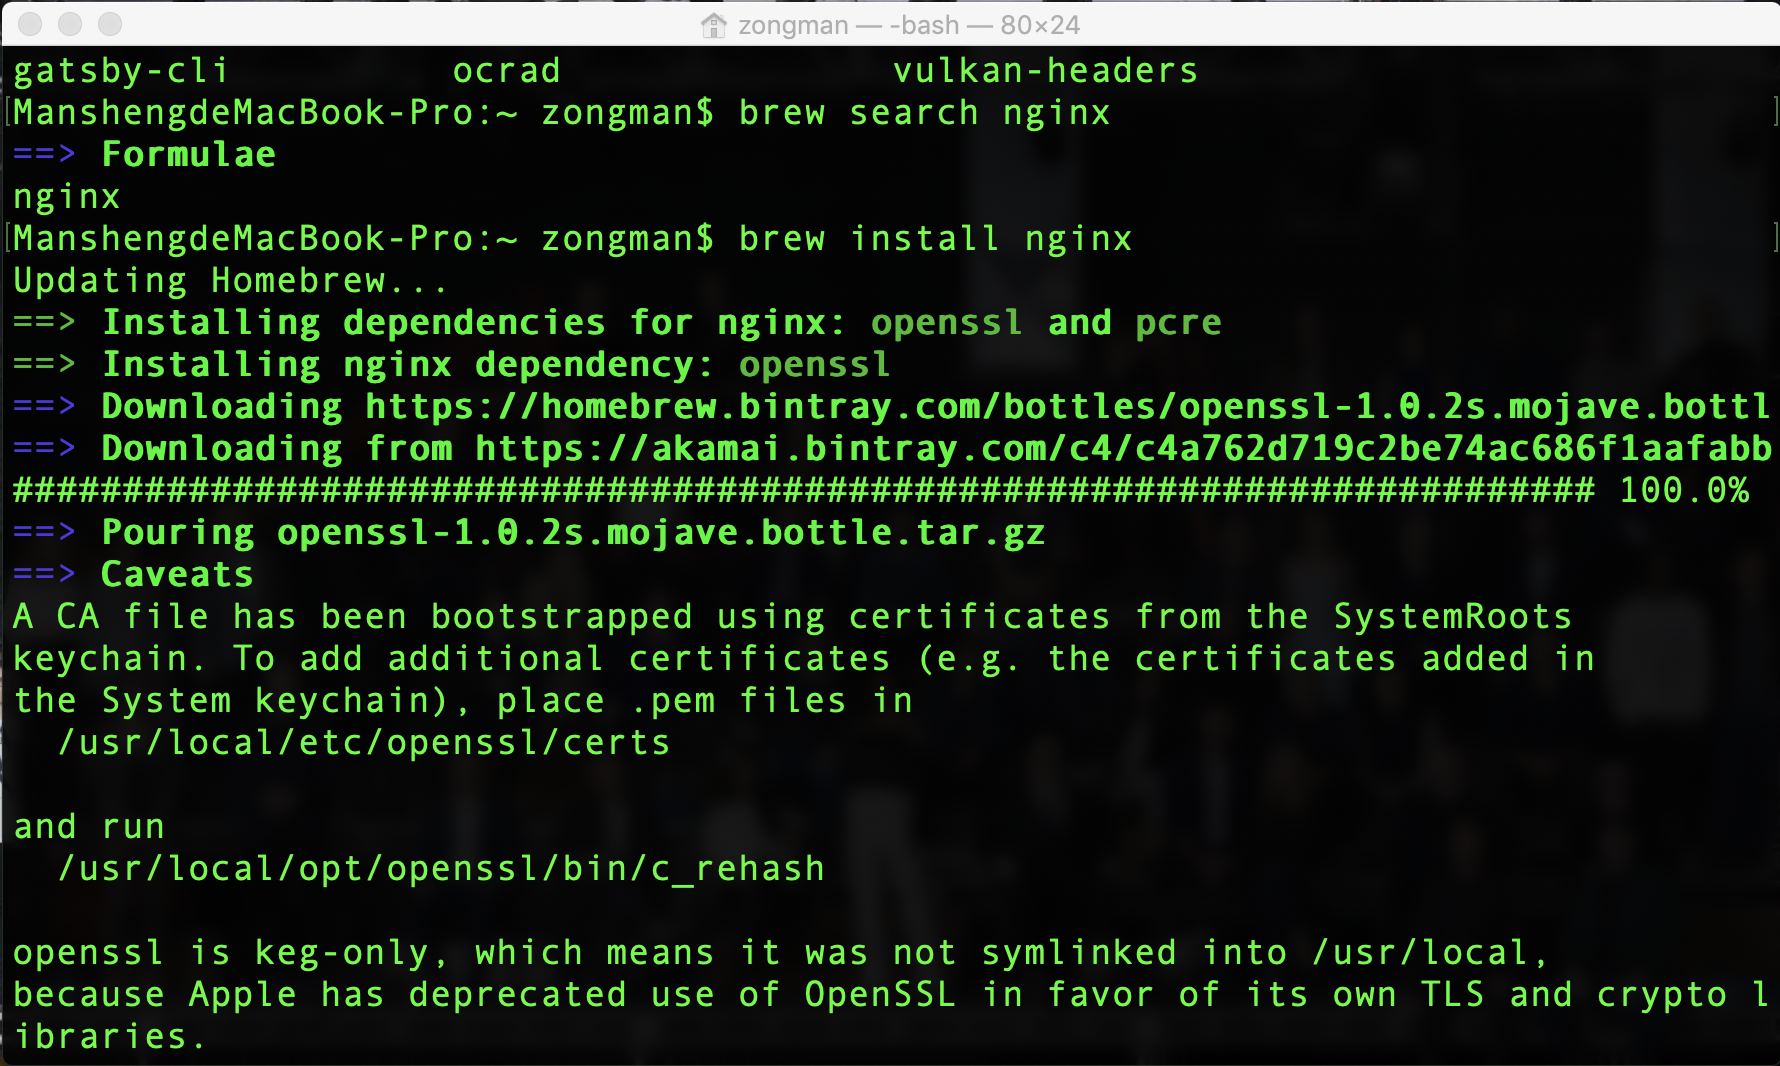 zongman — -bash — 80×24
gatsby-cli ocrad vulkan-headers
[ManshengdeMacBook-Pro:~ zongman$ brew search nginx ]
==> Formulae
nginx
[ManshengdeMacBook-Pro:~ zongman$ brew install nginx ]
Updating Homebrew...
==> Installing dependencies for nginx: openssl and pcre
==> Installing nginx dependency: openssl
==> Downloading https://homebrew.bintray.com/bottles/openssl-1.0.2s.mojave.bottl
==> Downloading from https://akamai.bintray.com/c4/c4a762d719c2be74ac686f1aafabb
######################################################################## 100.0%
==> Pouring openssl-1.0.2s.mojave.bottle.tar.gz
==> Caveats
A CA file has been bootstrapped using certificates from the SystemRoots
keychain. To add additional certificates (e.g. the certificates added in
the System keychain), place .pem files in
  /usr/local/etc/openssl/certs
and run
  /usr/local/opt/openssl/bin/c_rehash
openssl is keg-only, which means it was not symlinked into /usr/local,
because Apple has deprecated use of OpenSSL in favor of its own TLS and crypto l
ibraries.